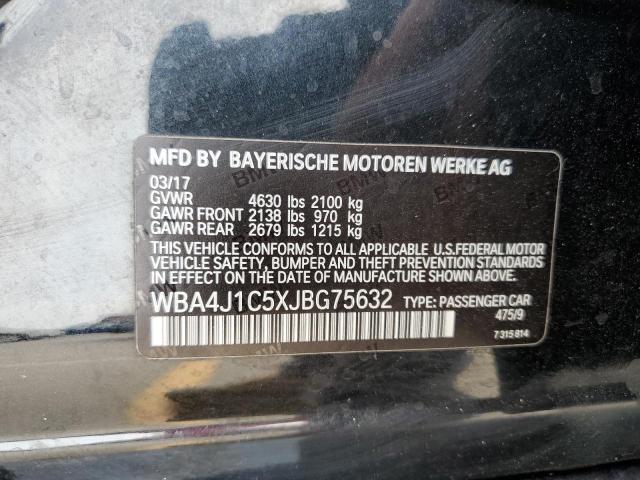 MFD BY BAYERISCHE MOTOREN WERKE AG
03/17
GVWR 4630 lbs 2100 kg
GAWR FRONT 2138 lbs 970 kg
GAWR REAR 2679 lbs 1215 kg
THIS VEHICLE CONFORMS TO ALL APPLICABLE U.S. FEDERAL MOTOR
VEHICLE SAFETY, BUMPER AND THEFT PREVENTION STANDARDS
IN EFFECT ON THE DATE OF MANUFACTURE SHOWN ABOVE.
WBA4J1C5XJBG75632 TYPE: PASSENGER CAR
475/9
7 315 814